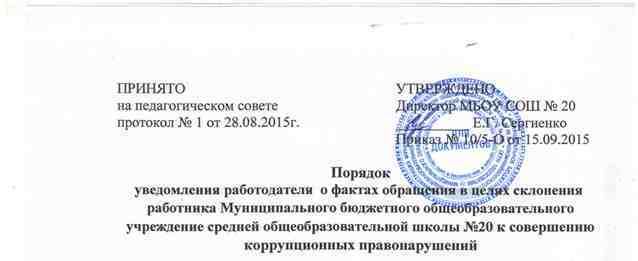 ПРИНЯТО
на педагогическом совете
протокол № 1 от 28.08.2015г.
УТВЕРЖДЕНО
Директор МБОУ СОШ № 20
Е.Г. Сергиенко
Приказ № 10/5-О от 15.09.2015
ДЛЯ
ДОКУМЕНТОВ
Порядок
уведомления работодателя о фактах обращения в целях склонения
работника Муниципального бюджетного общеобразовательного
учреждение средней общеобразовательной школы №20 к совершению
коррупционных правонарушений